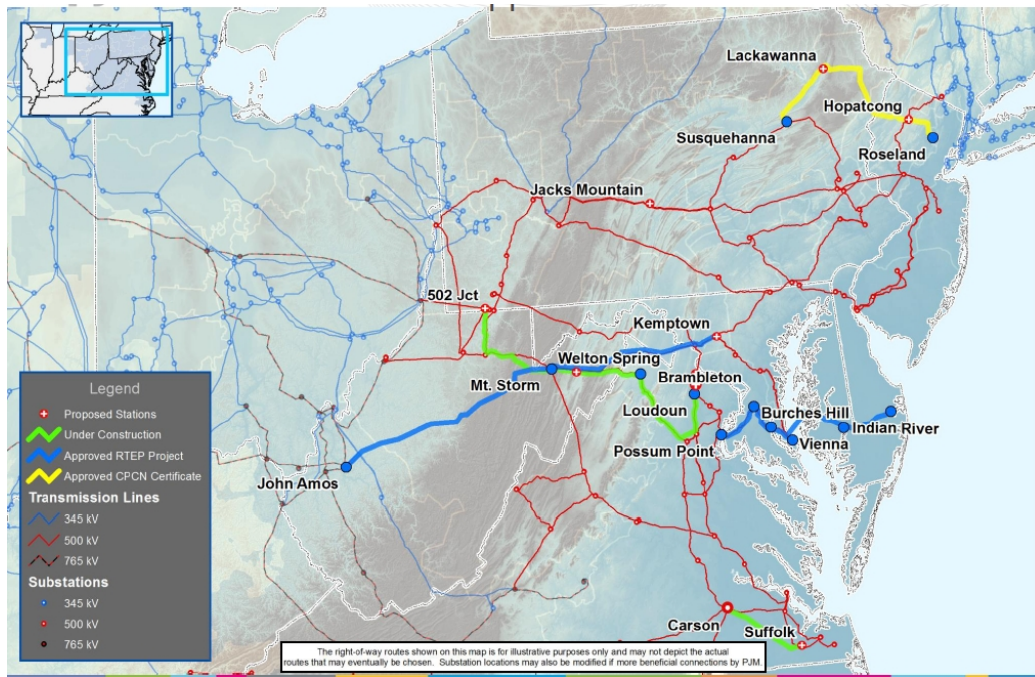 Lackawanna
Hopatcong
Susquehanna
Roseland
Jacks Mountain
502 Jct
Kemptown
Welton Spring
Mt. Storm
Brambleton
Loudoun
Burches Hill
Indian River
Vienna
Possum Point
John Amos
Carson
Suffolk
Legend
Proposed Stations
Under Construction
Approved RTEP Project
Approved CPCN Certificate
Transmission Lines
345 kV
500 kV
765 kV
Substations
345 kV
500 kV
765 kV
The right-of-way routes shown on this map is for illustrative purposes only and may not depict the actual
routes that may eventually be chosen. Substation locations may also be modified if more beneficial connections by PJM.